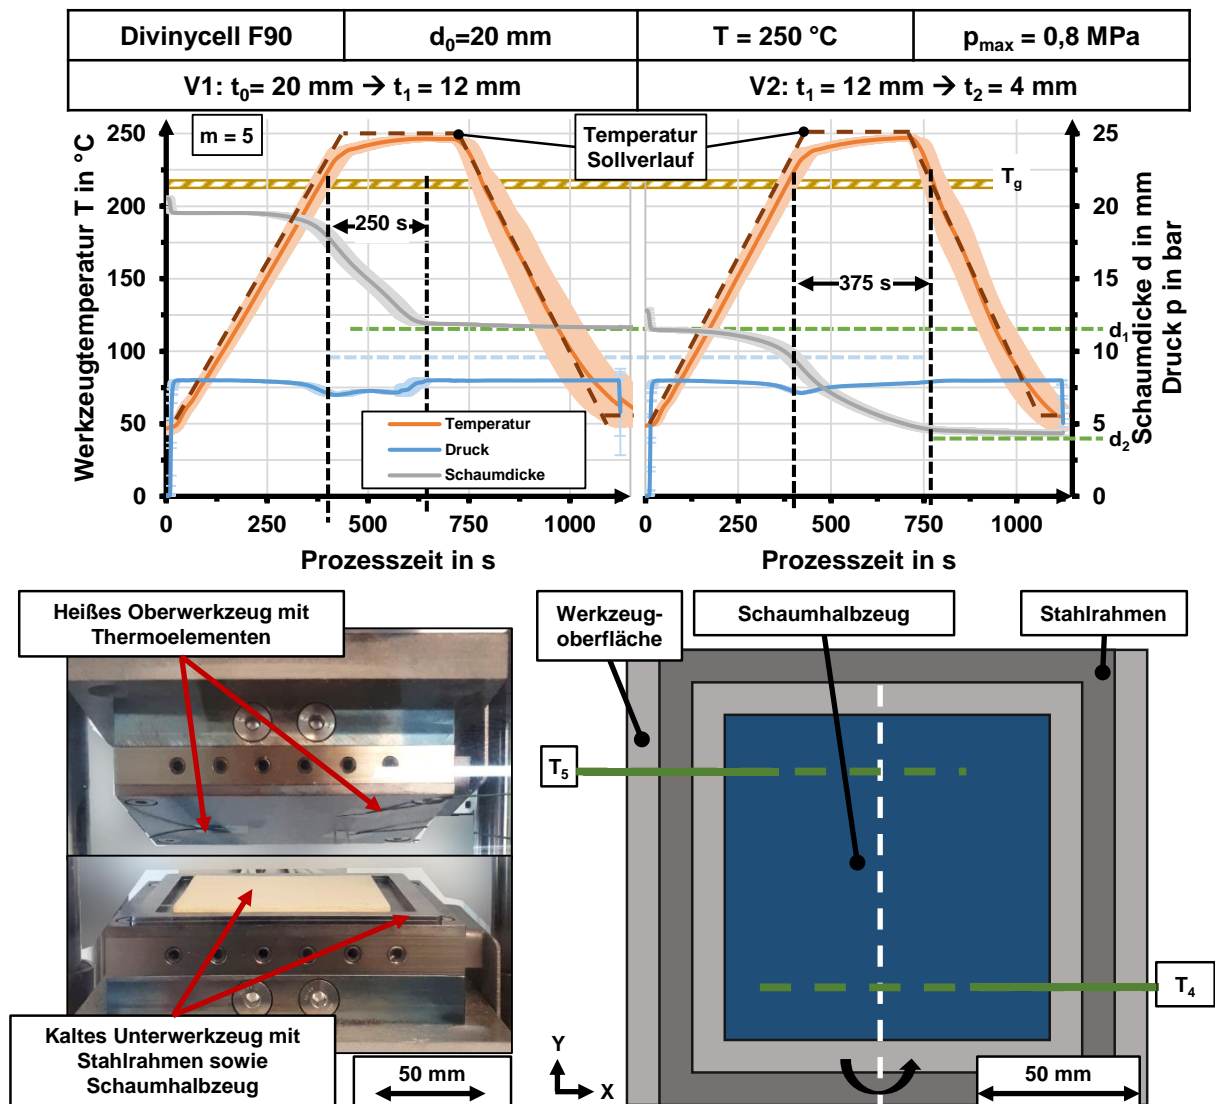 Divinycell F90
d₀=20 mm
T = 250 °C
pₘₐₓ = 0,8 MPa
V1: t₀= 20 mm → t₁ = 12 mm
V2: t₁ = 12 mm → t₂ = 4 mm
Werkzeugtemperatur T in °C
250
200
150
100
50
0
m = 5
Temperatur
Sollverlauf
T_g
250 s
375 s
d₁
d₂
Temperatur
Druck
Schaumdicke
25
20
15
10
5
0
Schaumdicke d in mm
Druck p in bar
0
250
500
750
1000
0
250
500
750
1000
Prozesszeit in s
Prozesszeit in s
Heißes Oberwerkzeug mit
Thermoelementen
Kaltes Unterwerkzeug mit
Stahlrahmen sowie
Schaumhalbzeug
50 mm
Werkzeug-
oberfläche
Schaumhalbzeug
Stahlrahmen
T₅
T₄
Y
X
50 mm